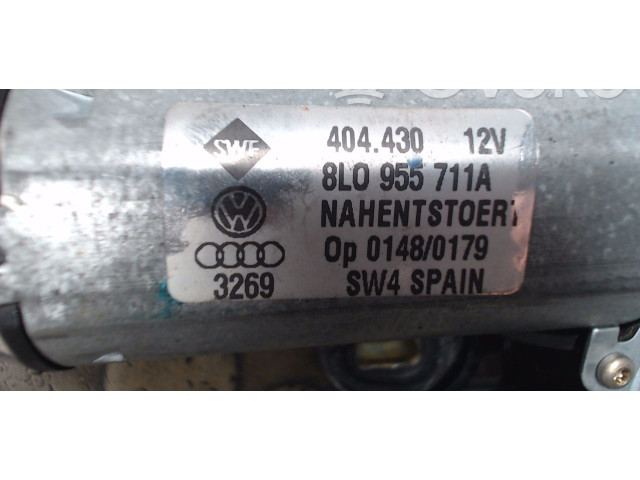 SWF 404.430 12V
8L0 955 711A
NAHENTSTOERT
Op 0148/0179
3269 SW4 SPAIN